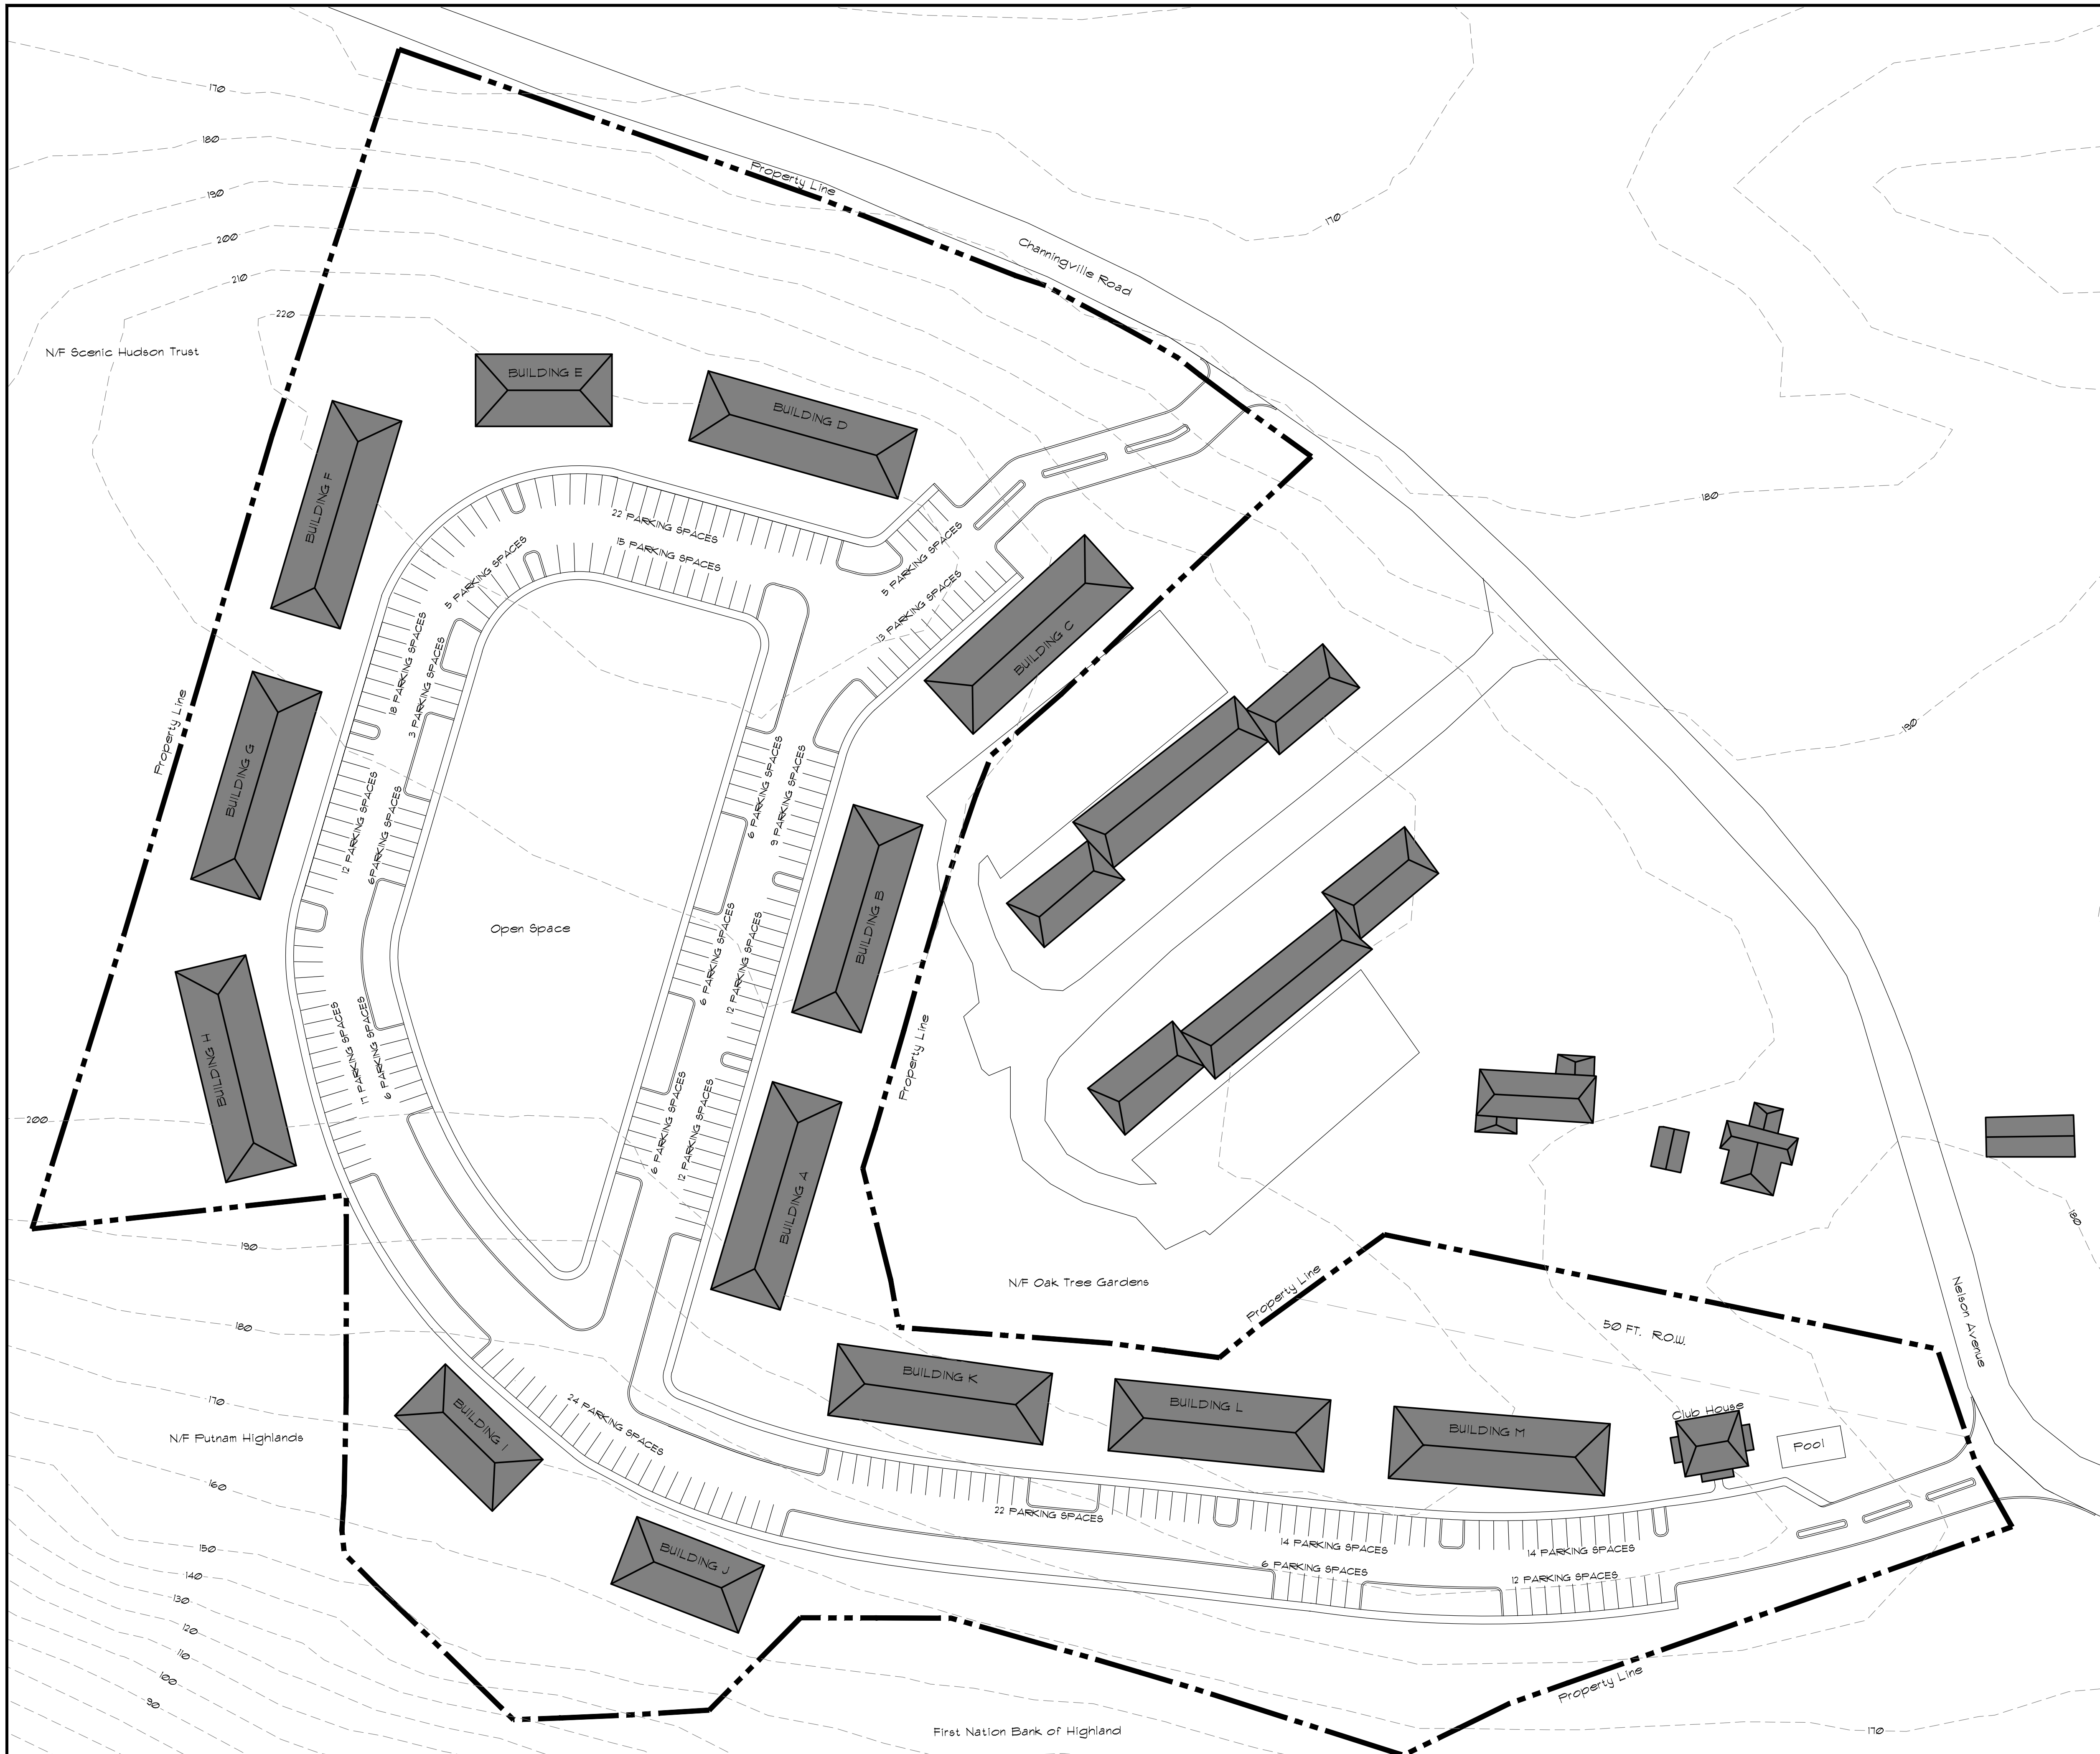 170
180
190
200
210
220
Property Line
Channingville Road
170
N/F Scenic Hudson Trust
BUILDING E
BUILDING D
BUILDING F
22 PARKING SPACES
15 PARKING SPACES
5 PARKING SPACES
5 PARKING SPACES
13 PARKING SPACES
BUILDING C
180
190
18 PARKING SPACES
3 PARKING SPACES
Property Line
BUILDING G
12 PARKING SPACES
6 PARKING SPACES
6 PARKING SPACES
9 PARKING SPACES
BUILDING B
Open Space
6 PARKING SPACES
12 PARKING SPACES
BUILDING H
17 PARKING SPACES
6 PARKING SPACES
6 PARKING SPACES
12 PARKING SPACES
BUILDING A
Property Line
200
190
180
170
160
150
140
130
120
110
100
90
N/F Oak Tree Gardens
Property Line
50 FT. R.O.W.
Nelson Avenue
180
N/F Putnam Highlands
BUILDING I
24 PARKING SPACES
BUILDING K
BUILDING L
BUILDING M
Club House
Pool
22 PARKING SPACES
14 PARKING SPACES
14 PARKING SPACES
6 PARKING SPACES
12 PARKING SPACES
BUILDING J
Property Line
First Nation Bank of Highland
170